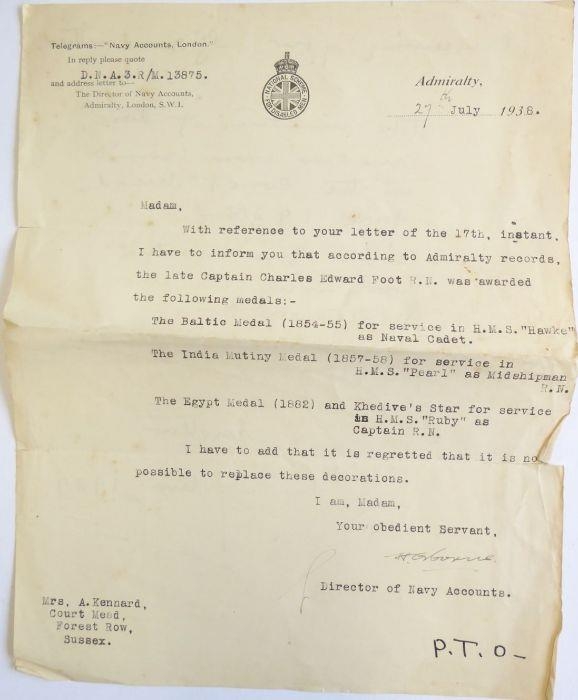 Telegrams:—"Navy Accounts, London."
In reply please quote
D.N.A.3.R/M.13875.
and address letter to—
The Director of Navy Accounts,
Admiralty, London, S.W.1.
NATIONAL SCHEME
FOR DISABLED MEN
Admiralty,
27th July 1938.
Madam,
With reference to your letter of the 17th, instant,
I have to inform you that according to Admiralty records,
the late Captain Charles Edward Foot R.N. was awarded
the following medals:-
The Baltic Medal (1854-55) for service in H.M.S."Hawke"
as Naval Cadet.
The India Mutiny Medal (1857-58) for service in
H.M.S."Pearl" as Midshipman
R.N.
The Egypt Medal (1882) and Khedive's Star for service
in H.M.S."Ruby" as
Captain R.N.
I have to add that it is regretted that it is no
possible to replace these decorations.
I am, Madam,
Your obedient Servant,
Director of Navy Accounts.
Mrs, A.Kennard,
Court Mead,
Forest Row,
Sussex.
P.T.O-